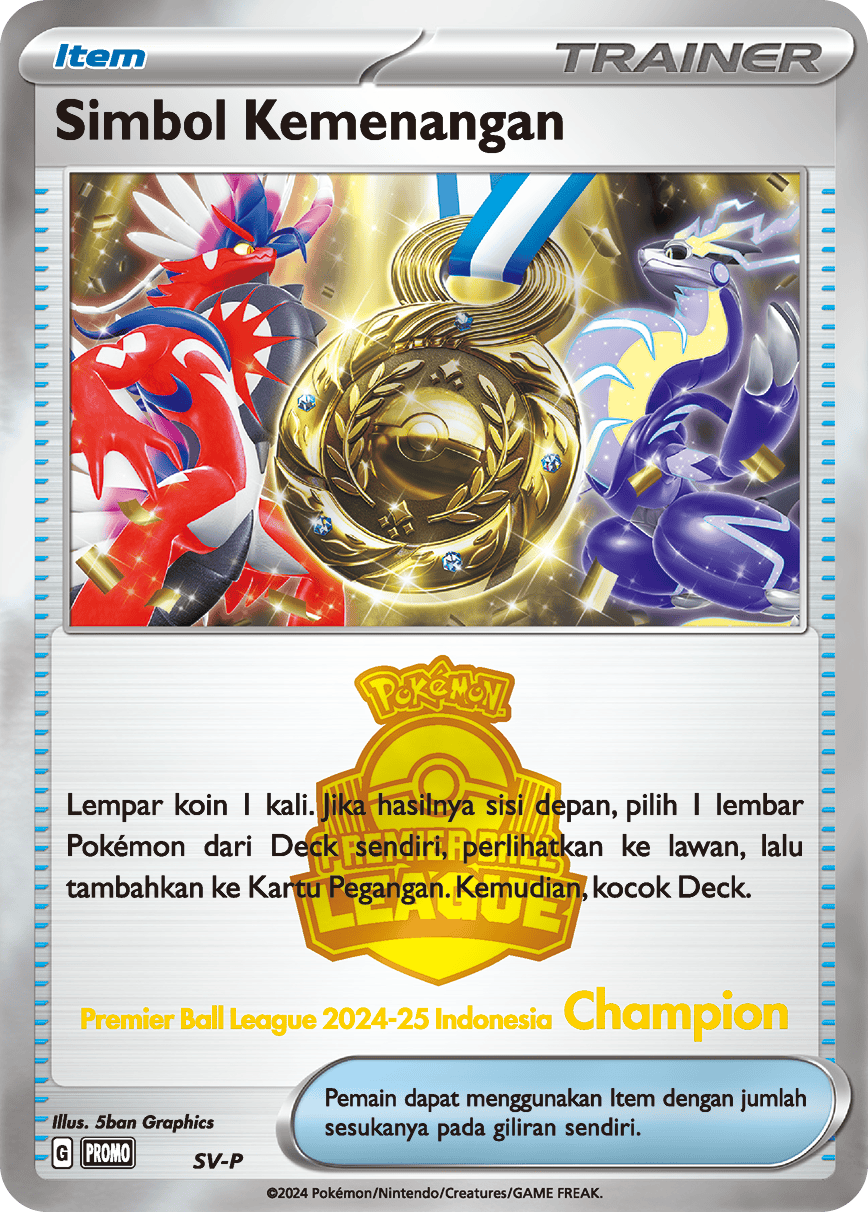 Item
TRAINER
Simbol Kemenangan
POKÉMON
PREMIER BALL
LEAGUE
Lempar koin 1 kali. Jika hasilnya sisi depan, pilih 1 lembar
Pokémon dari Deck sendiri, perlihatkan ke lawan, lalu
tambahkan ke Kartu Pegangan. Kemudian, kocok Deck.
Premier Ball League 2024-25 Indonesia Champion
Pemain dapat menggunakan Item dengan jumlah
sesukanya pada giliran sendiri.
Illus. 5ban Graphics
G PROMO SV-P
©2024 Pokémon/Nintendo/Creatures/GAME FREAK.